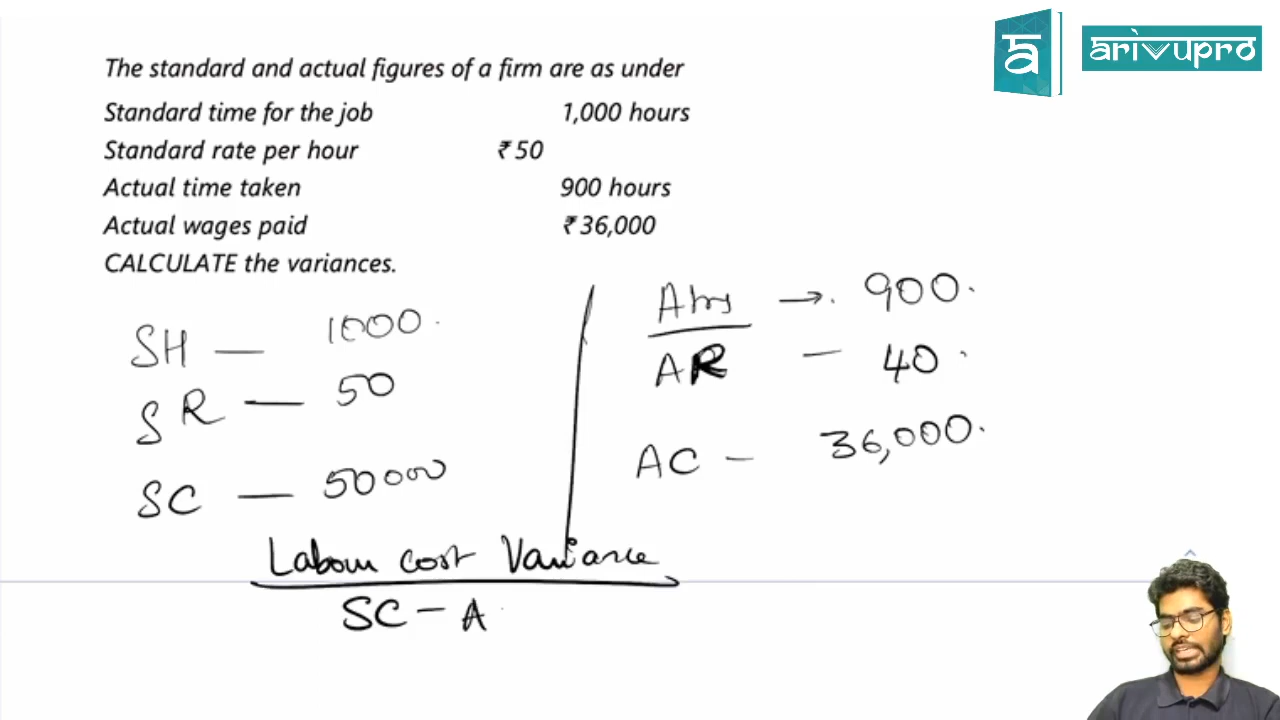 arivupro
The standard and actual figures of a firm are as under
Standard time for the job 1,000 hours
Standard rate per hour ₹50
Actual time taken 900 hours
Actual wages paid ₹36,000
CALCULATE the variances.
SH — 1000.
SR — 50
SC — 50000
Ahrs → 900.
AR — 40.
AC — 36,000.
Labour cost Variance
SC – A